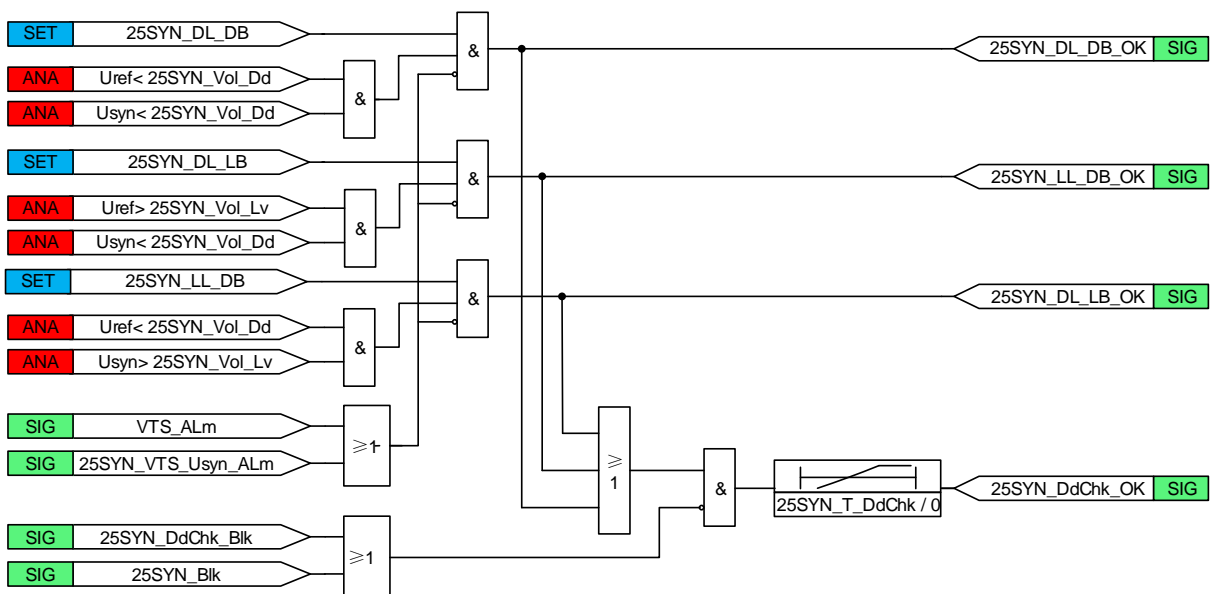 SET 25SYN_DL_DB
& 25SYN_DL_DB_OK SIG
ANA Uref< 25SYN_Vol_Dd
&
ANA Usyn< 25SYN_Vol_Dd
SET 25SYN_DL_LB
& 25SYN_LL_DB_OK SIG
ANA Uref> 25SYN_Vol_Lv
&
ANA Usyn< 25SYN_Vol_Dd
SET 25SYN_LL_DB
& 25SYN_DL_LB_OK SIG
ANA Uref< 25SYN_Vol_Dd
&
ANA Usyn> 25SYN_Vol_Lv
SIG VTS_ALm
≥1
SIG 25SYN_VTS_Usyn_ALm
≥
1
&
25SYN_T_DdChk / 0
25SYN_DdChk_OK SIG
SIG 25SYN_DdChk_Blk
≥1
SIG 25SYN_Blk